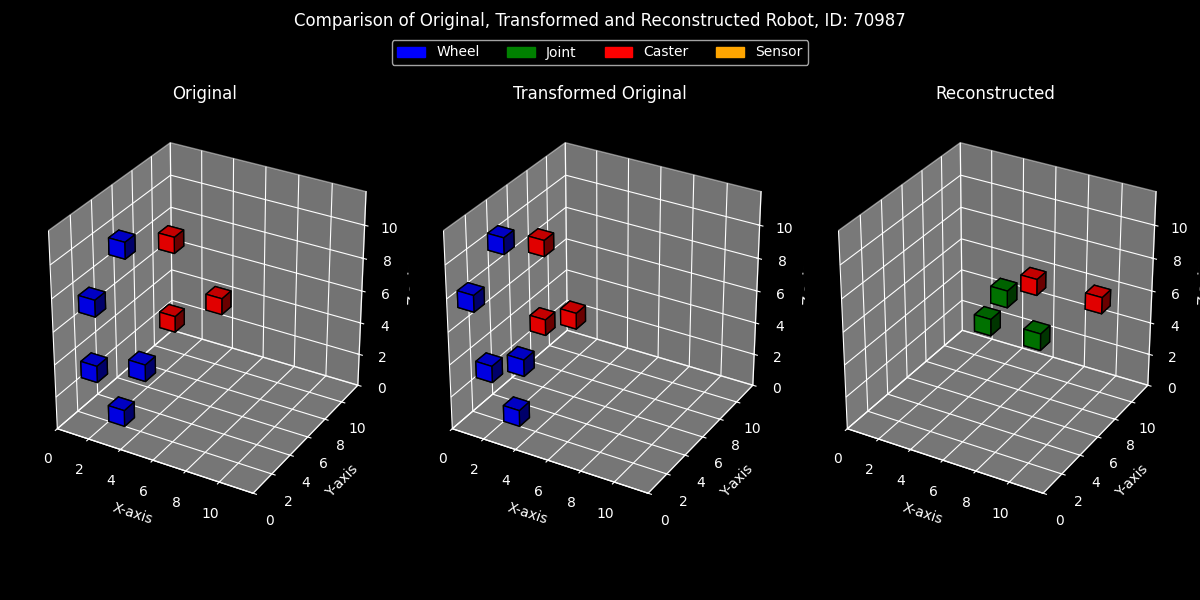 Comparison of Original, Transformed and Reconstructed Robot, ID: 70987
Wheel Joint Caster Sensor
Original Transformed Original Reconstructed
10 10 10
8 8 8
6 6 6
4 4 4
2 2 2
0 0 0
0 2 4 6 8 10 0 2 4 6 8 10 0 2 4 6 8 10
0 2 4 6 8 10 0 2 4 6 8 10 0 2 4 6 8 10
X-axis Y-axis X-axis Y-axis X-axis Y-axis